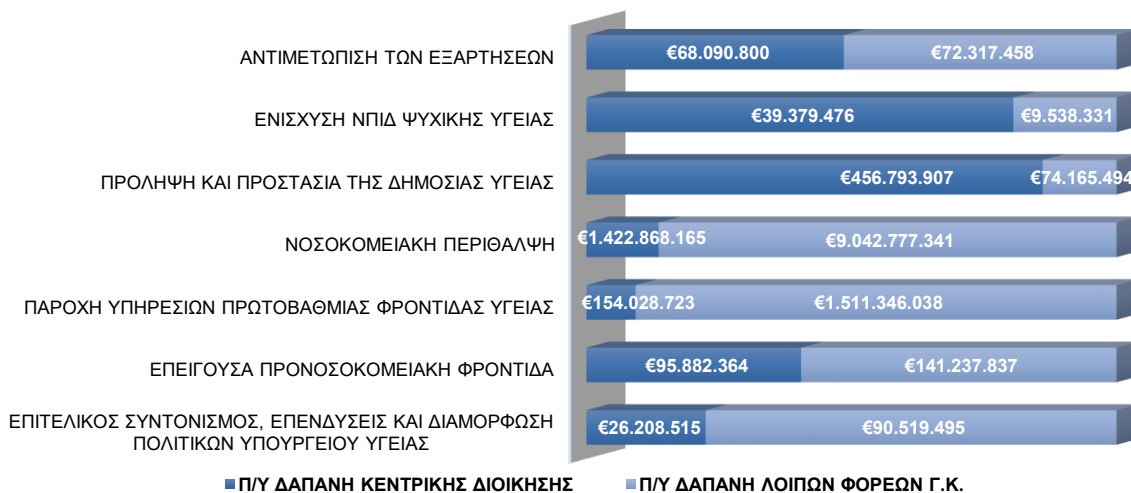 ΑΝΤΙΜΕΤΩΠΙΣΗ ΤΩΝ ΕΞΑΡΤΗΣΕΩΝ
€68.090.800
€72.317.458
ΕΝΙΣΧΥΣΗ ΝΠΙΔ ΨΥΧΙΚΗΣ ΥΓΕΙΑΣ
€39.379.476
€9.538.331
ΠΡΟΛΗΨΗ ΚΑΙ ΠΡΟΣΤΑΣΙΑ ΤΗΣ ΔΗΜΟΣΙΑΣ ΥΓΕΙΑΣ
€456.793.907
€74.165.494
ΝΟΣΟΚΟΜΕΙΑΚΗ ΠΕΡΙΘΑΛΨΗ
€1.422.868.165
€9.042.777.341
ΠΑΡΟΧΗ ΥΠΗΡΕΣΙΩΝ ΠΡΩΤΟΒΑΘΜΙΑΣ ΦΡΟΝΤΙΔΑΣ ΥΓΕΙΑΣ
€154.028.723
€1.511.346.038
ΕΠΕΙΓΟΥΣΑ ΠΡΟΝΟΣΟΚΟΜΕΙΑΚΗ ΦΡΟΝΤΙΔΑ
€95.882.364
€141.237.837
ΕΠΙΤΕΛΙΚΟΣ ΣΥΝΤΟΝΙΣΜΟΣ, ΕΠΕΝΔΥΣΕΙΣ ΚΑΙ ΔΙΑΜΟΡΦΩΣΗ
ΠΟΛΙΤΙΚΩΝ ΥΠΟΥΡΓΕΙΟΥ ΥΓΕΙΑΣ
€26.208.515
€90.519.495
Π/Υ ΔΑΠΑΝΗ ΚΕΝΤΡΙΚΗΣ ΔΙΟΙΚΗΣΗΣ
Π/Υ ΔΑΠΑΝΗ ΛΟΙΠΩΝ ΦΟΡΕΩΝ Γ.Κ.